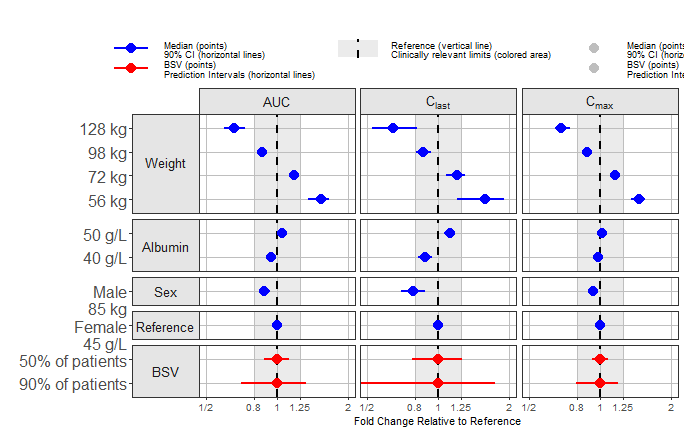 Median (points)
90% CI (horizontal lines)
BSV (points)
Prediction Intervals (horizontal lines)
Reference (vertical line)
Clinically relevant limits (colored area)
Median (points)
90% CI (horizontal
BSV (points)
Prediction
AUC
Clast
Cmax
128 kg
98 kg
72 kg
56 kg
Weight
50 g/L
40 g/L
Albumin
Male
Sex
85 kg
Female
45 g/L
Reference
50% of patients
90% of patients
BSV
1/2 0.8 1 1.25 2 1/2 0.8 1 1.25 2 1/2 0.8 1 1.25 2
Fold Change Relative to Reference